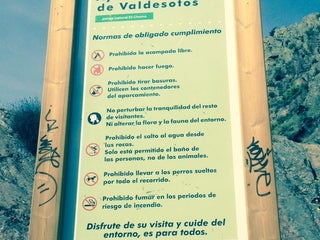 de Valdesotos
Normas de obligado cumplimiento
Prohibida la acampada libre.
Prohibido hacer fuego.
Prohibido tirar basuras.
Utilicen los contenedores
del aparcamiento.
No perturbar la tranquilidad del resto
de visitantes.
Ni alterar la flora y la fauna del entorno.
Prohibido el salto al agua desde
las rocas.
Solo está permitido el baño de
las personas, no de los animales.
Prohibido llevar a los perros sueltos
por todo el recorrido.
Prohibido fumar en los periodos de
riesgo de incendio.
Disfrute de su visita y cuide del
entorno, es para todos.